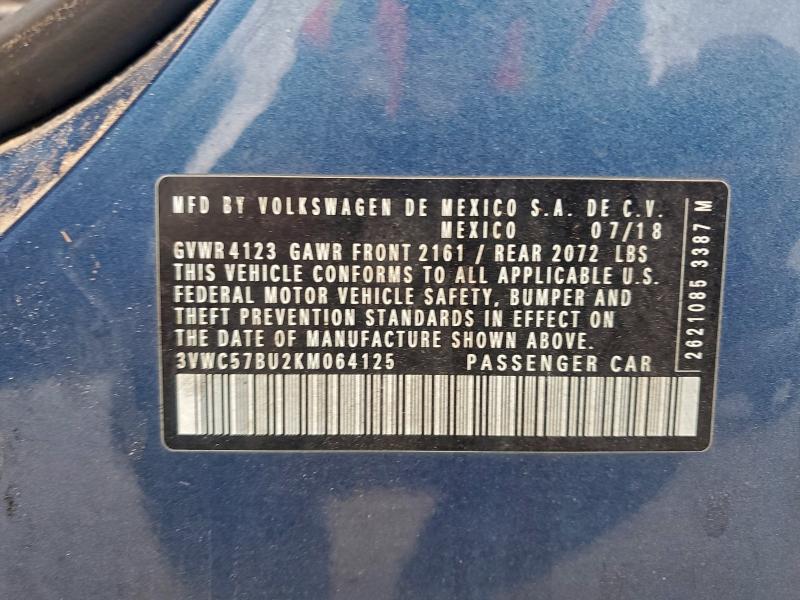 MFD BY VOLKSWAGEN DE MEXICO S.A. DE C.V.
MEXICO 07/18
GVWR 4123 GAWR FRONT 2161 / REAR 2072 LBS
THIS VEHICLE CONFORMS TO ALL APPLICABLE U.S.
FEDERAL MOTOR VEHICLE SAFETY, BUMPER AND
THEFT PREVENTION STANDARDS IN EFFECT ON
THE DATE OF MANUFACTURE SHOWN ABOVE.
3VWC57BU2KM064125 PASSENGER CAR
2621085 3387 M